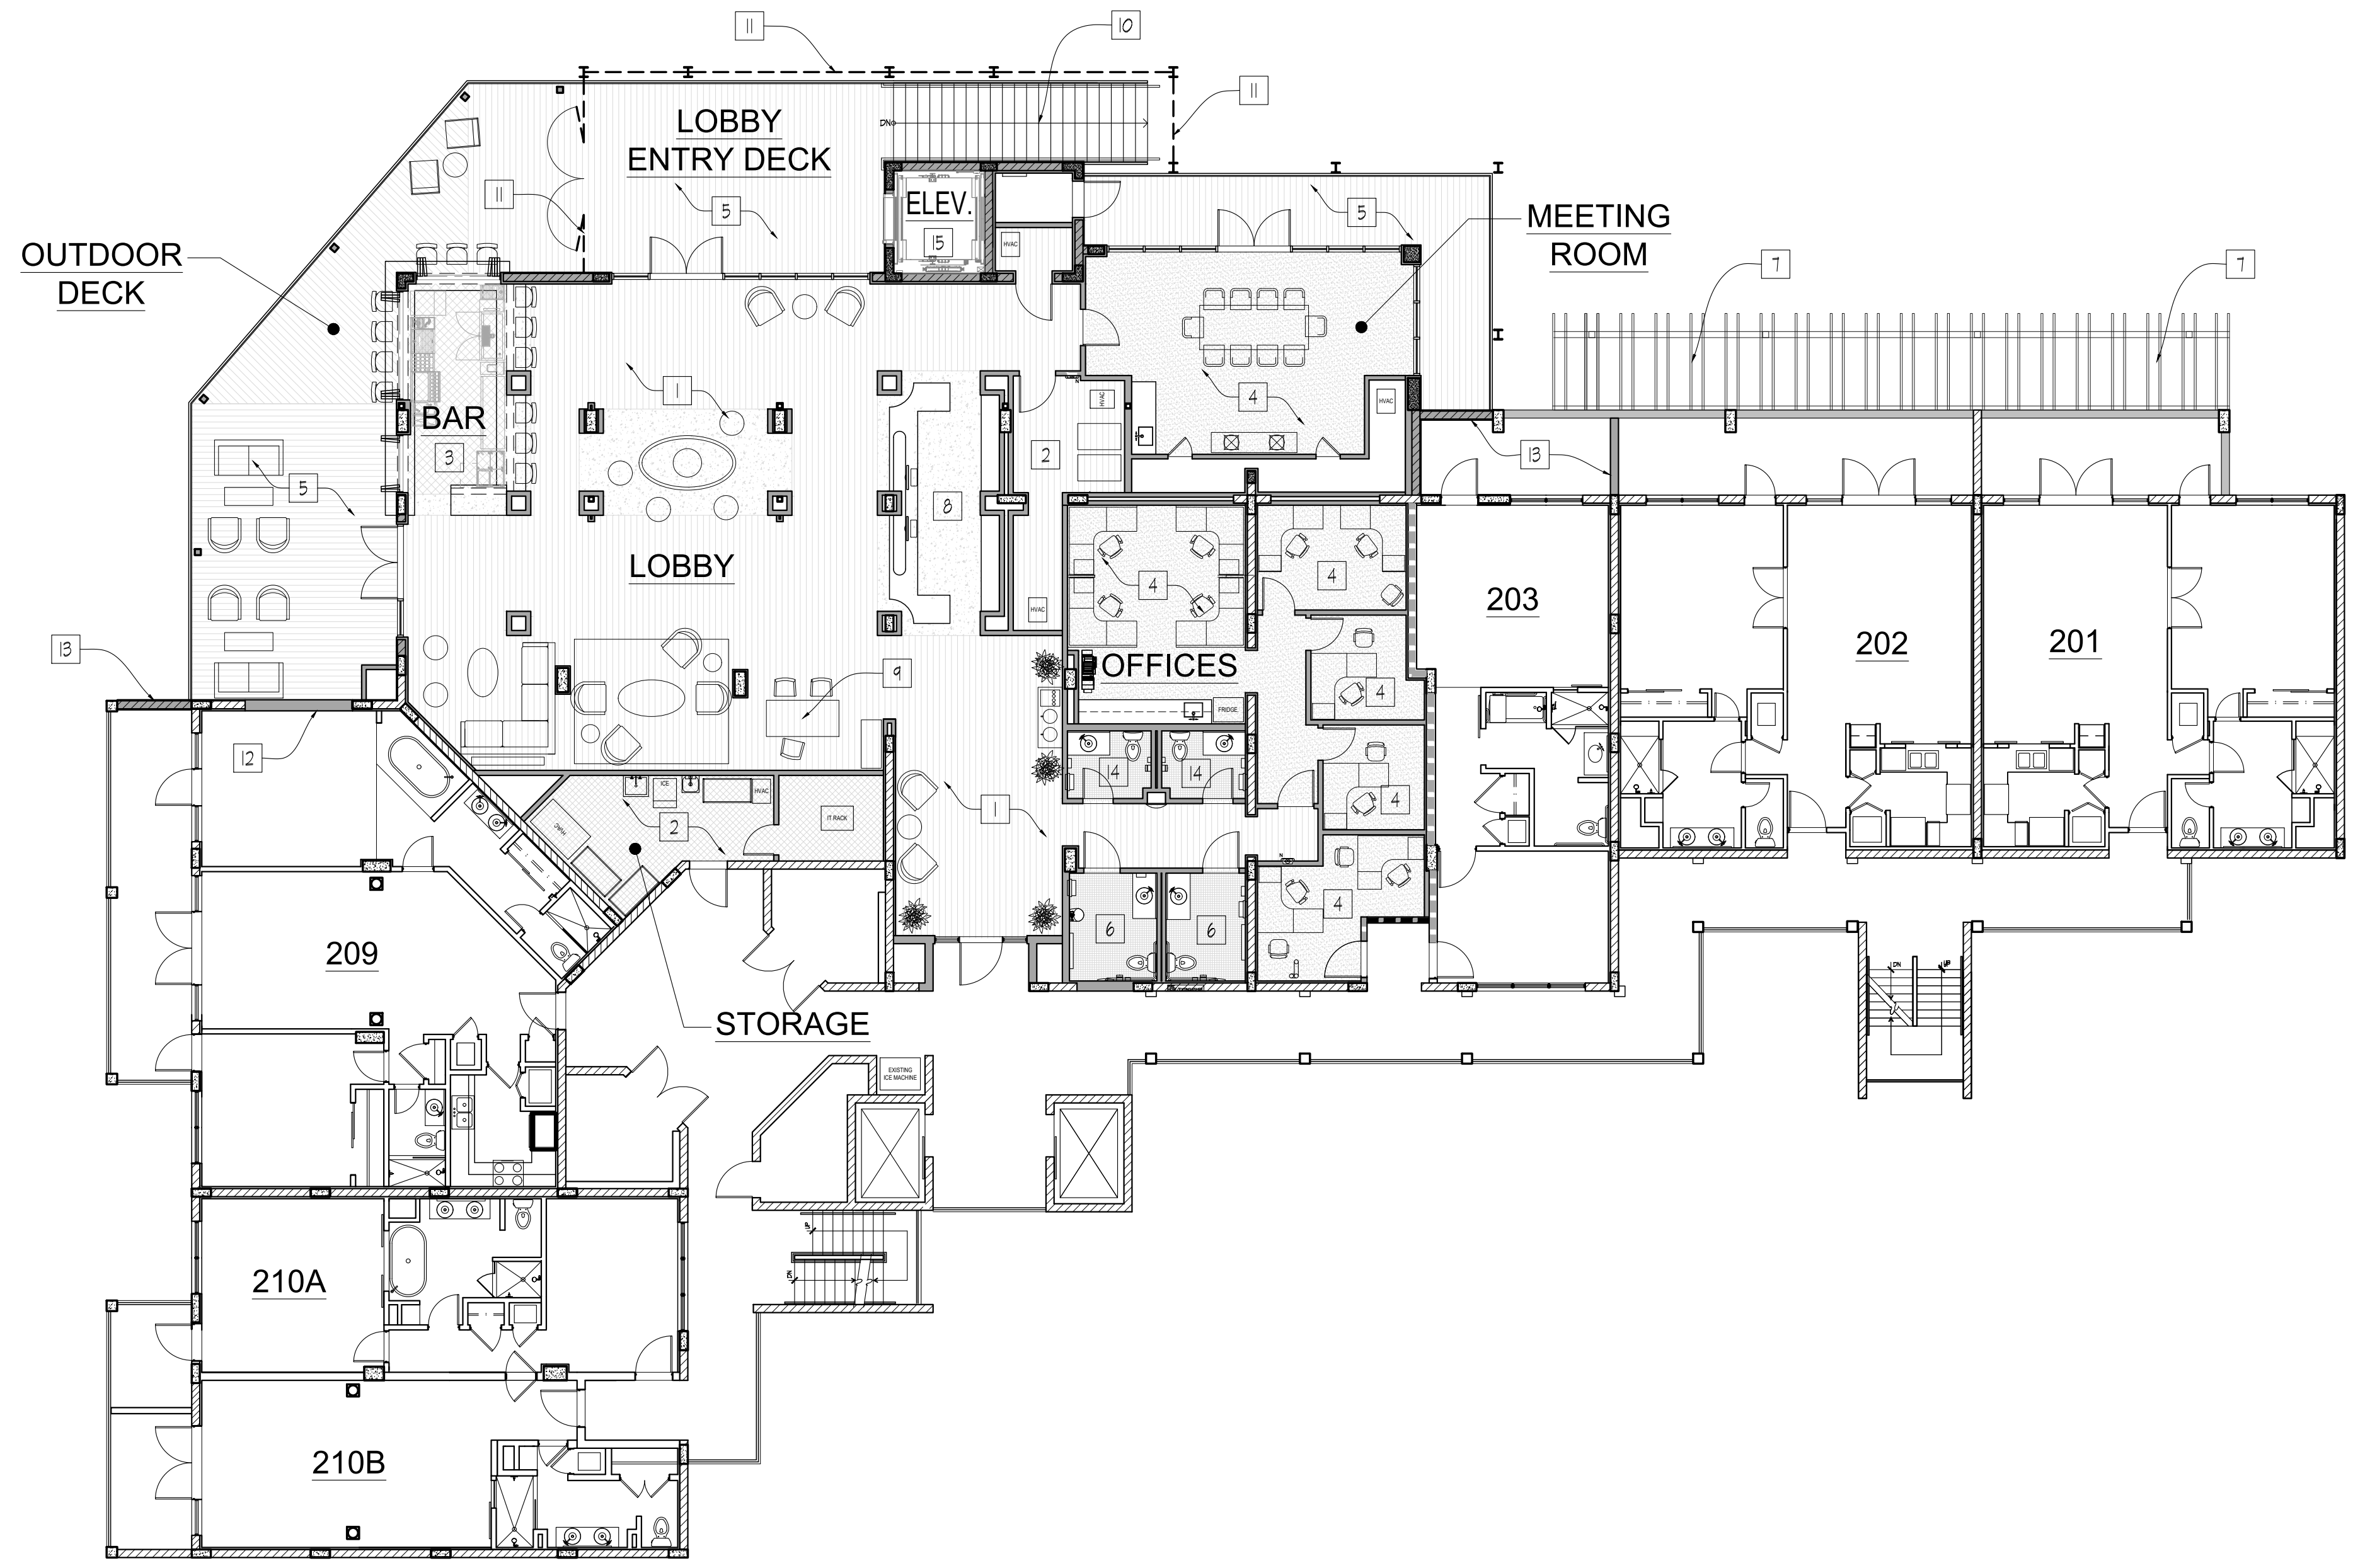 11
10
11
LOBBY
ENTRY DECK
DN
11
5
ELEV.
15
HVAC
5
MEETING
ROOM
OUTDOOR
DECK
7
7
1
4
HVAC
HVAC
BAR
3
2
13
5
8
LOBBY
4
4
203
202
201
13
9
OFFICES
4
FRIDGE
12
14
14
ICE
HVAC
HVAC
2
IT RACK
1
4
N
4
6
6
HVAC
N
209
STORAGE
DN
UP
EXISTING
ICE MACHINE
UP
DN
210A
210B